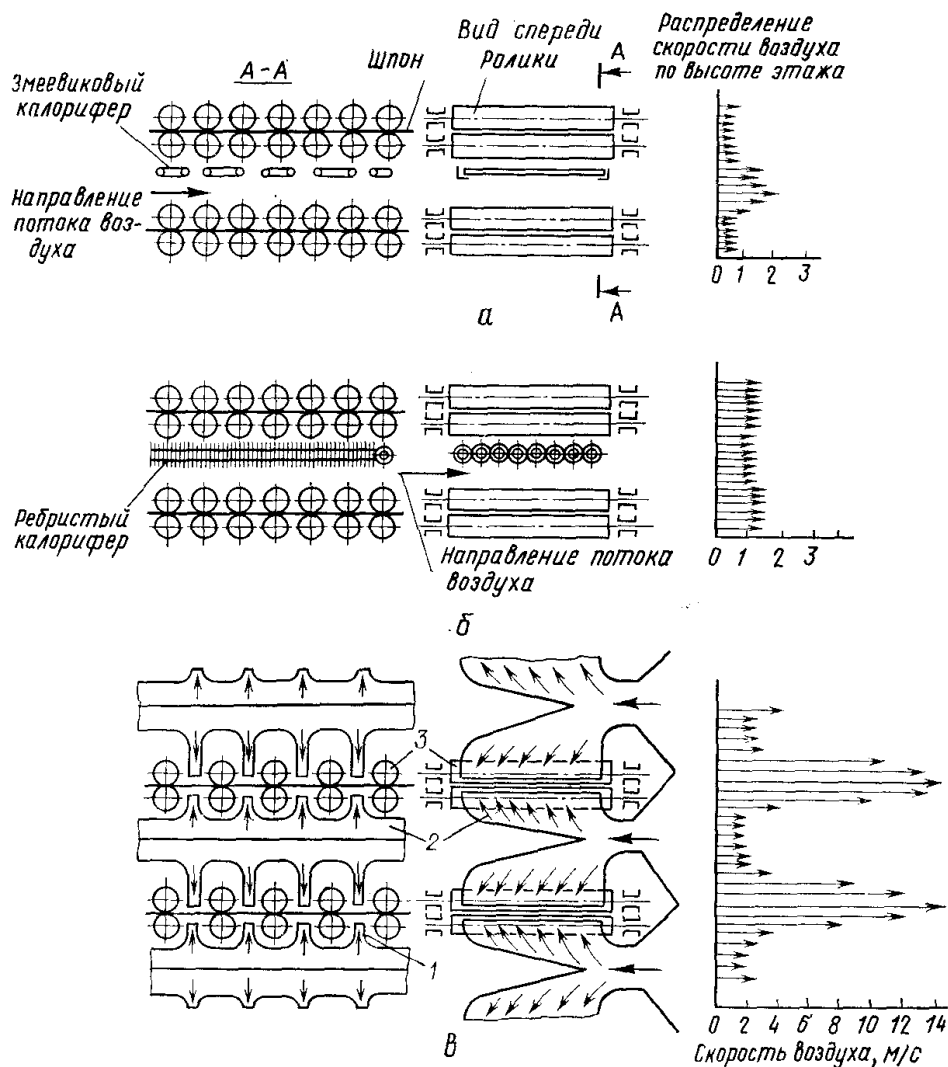 Змеевиковый
калорифер
А-А
Шпон
Вид спереди
Ролики
А
Распределение
скорости воздуха
по высоте этажа
Направление
потока воз-
духа
А
0 1 2 3
а
Ребристый
калорифер
Направление потока
воздуха
0 1 2 3
б
3
2
1
0 2 4 6 8 10 12 14
Скорость воздуха, м/с
в